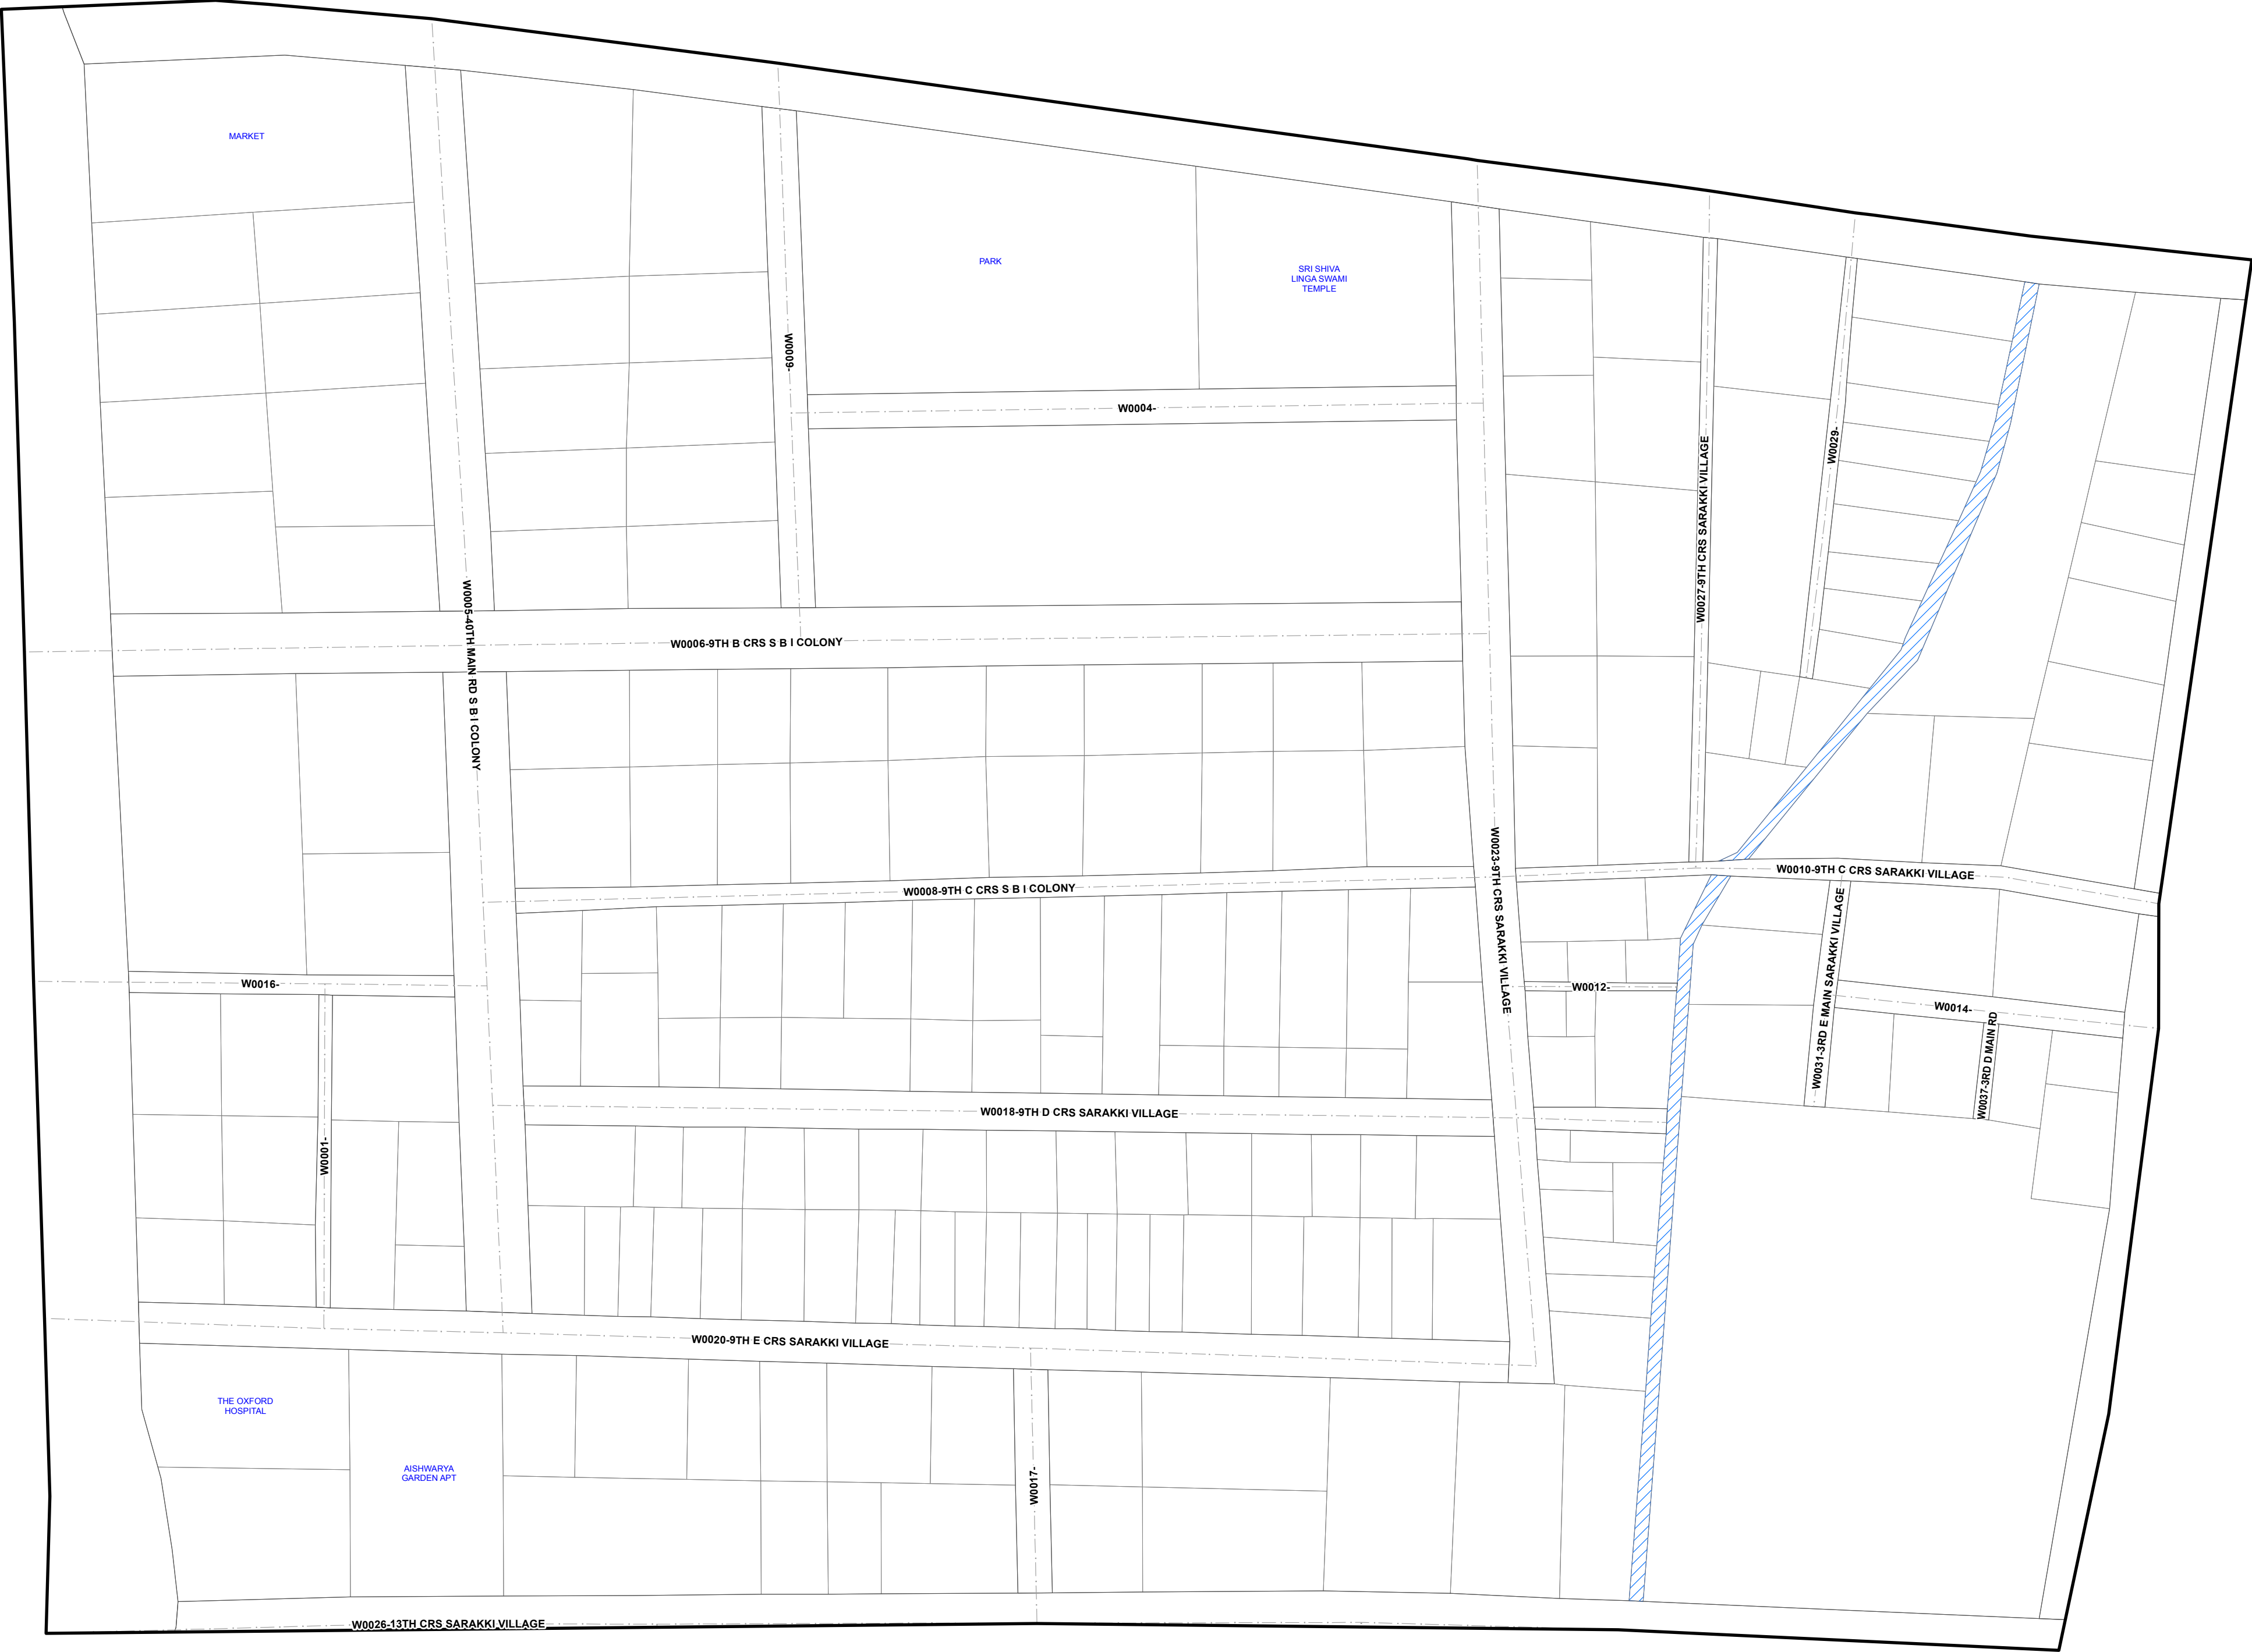 MARKET
PARK
SRI SHIVA
LINGA SWAMI
TEMPLE
W0009-
W0004-
W0029-
W0027-9TH CRS SARAKKI VILLAGE
W0005-40TH MAIN RD S B I COLONY
W0006-9TH B CRS S B I COLONY
W0023-9TH CRS SARAKKI VILLAGE
W0010-9TH C CRS SARAKKI VILLAGE
W0008-9TH C CRS S B I COLONY
W0031-3RD E MAIN SARAKKI VILLAGE
W0016-
W0012-
W0014-
W0037-3RD D MAIN RD
W0018-9TH D CRS SARAKKI VILLAGE
W0001-
W0020-9TH E CRS SARAKKI VILLAGE
THE OXFORD
HOSPITAL
AISHWARYA
GARDEN APT
W0017-
W0026-13TH CRS SARAKKI VILLAGE